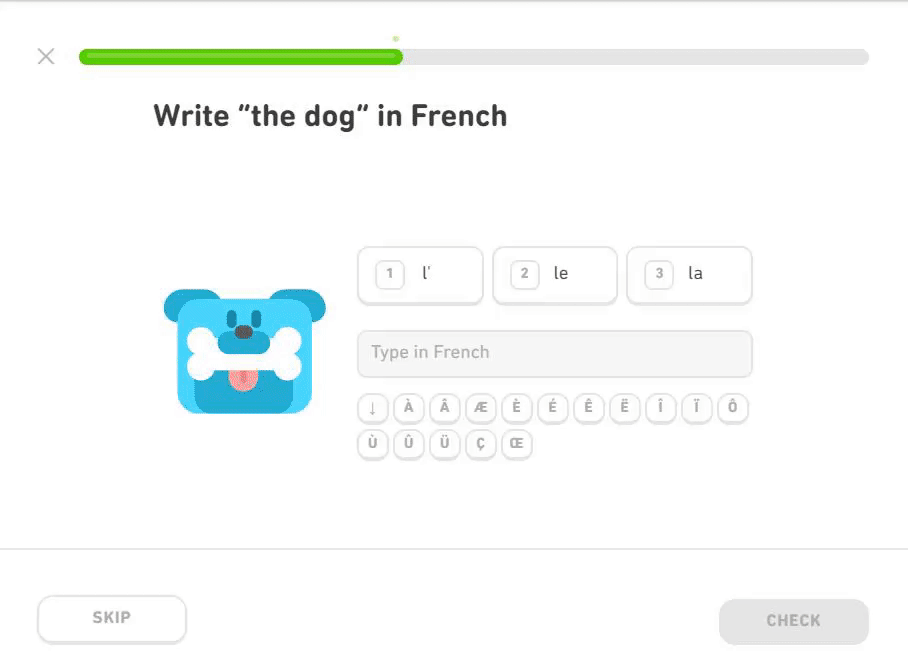 Write “the dog” in French
1 l' 2 le 3 la
Type in French
↓ À Â Æ È É Ê Ë Î Ï Ô
Ù Û Ü Ç Œ
SKIP CHECK